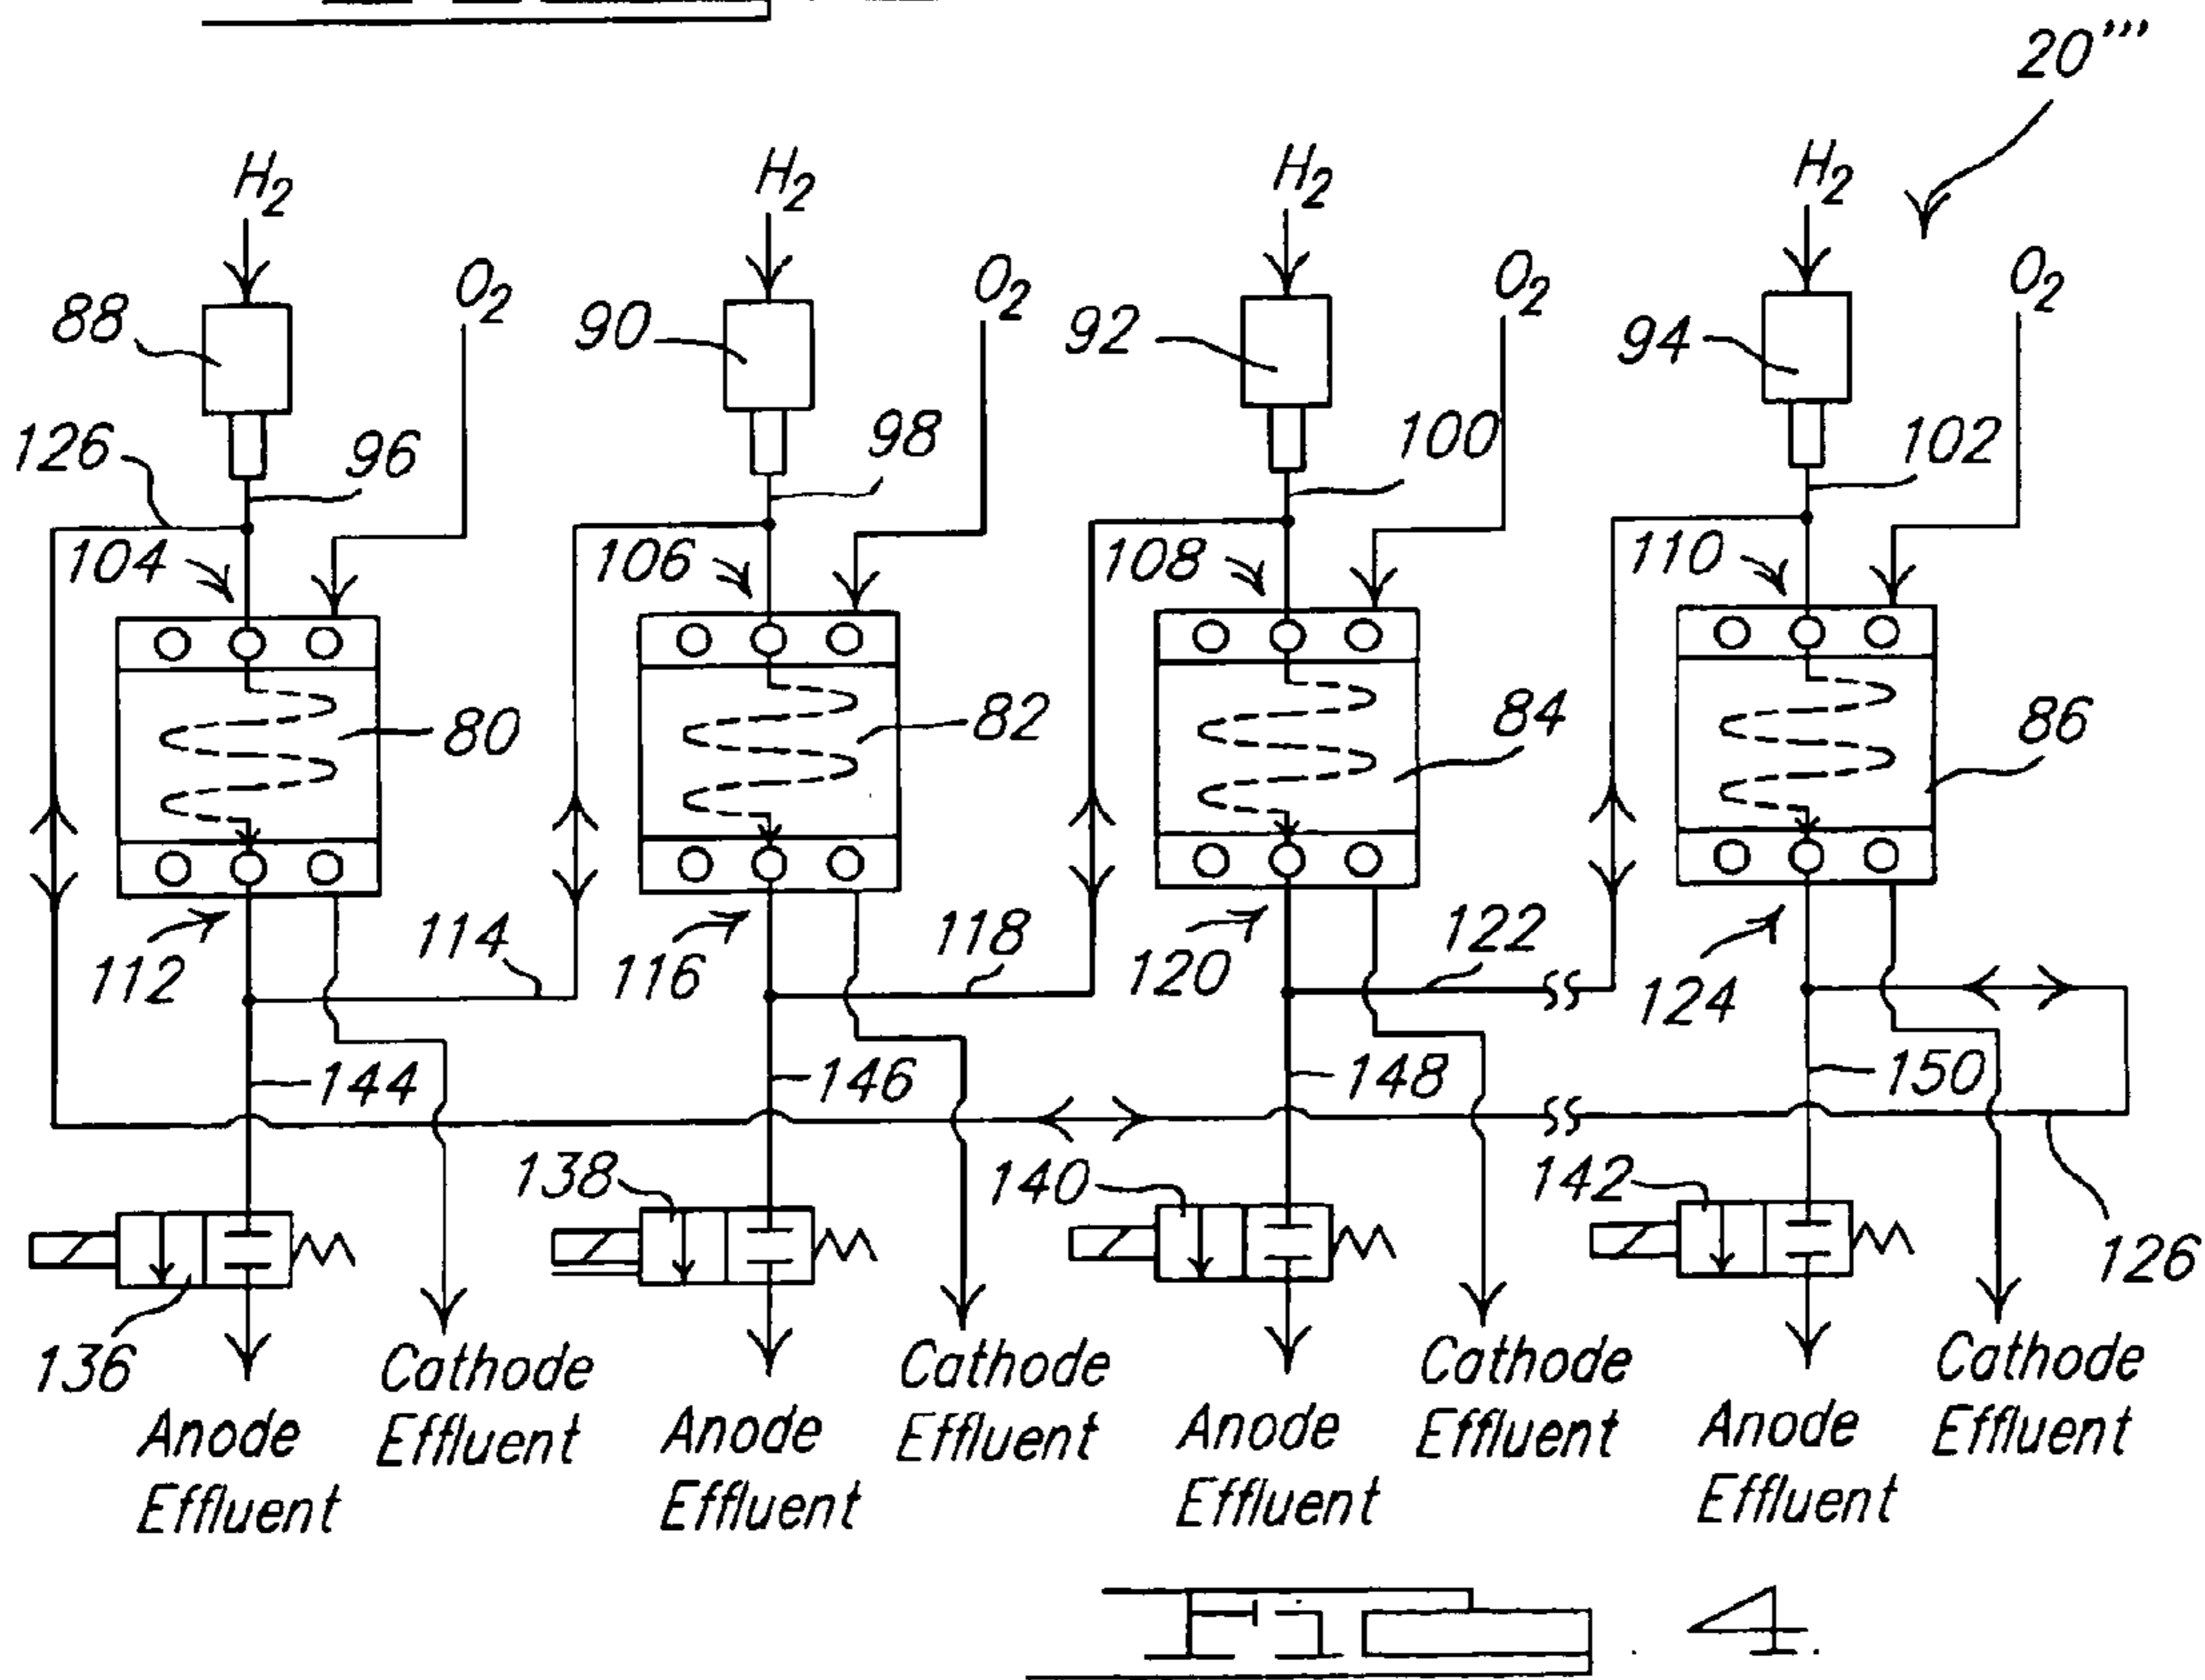 20'''
H2 H2 H2 H2
O2 O2 O2 O2
88 90 92 94
126 96 98 100 102
104 106 108 110
80 82 84 86
112 114 116 118 120 122 124
144 146 148 150
136 138 140 142 126
Cathode Effluent
Cathode Effluent
Cathode Effluent
Cathode Effluent
Anode Effluent
Anode Effluent
Anode Effluent
Anode Effluent
FIG. 4.